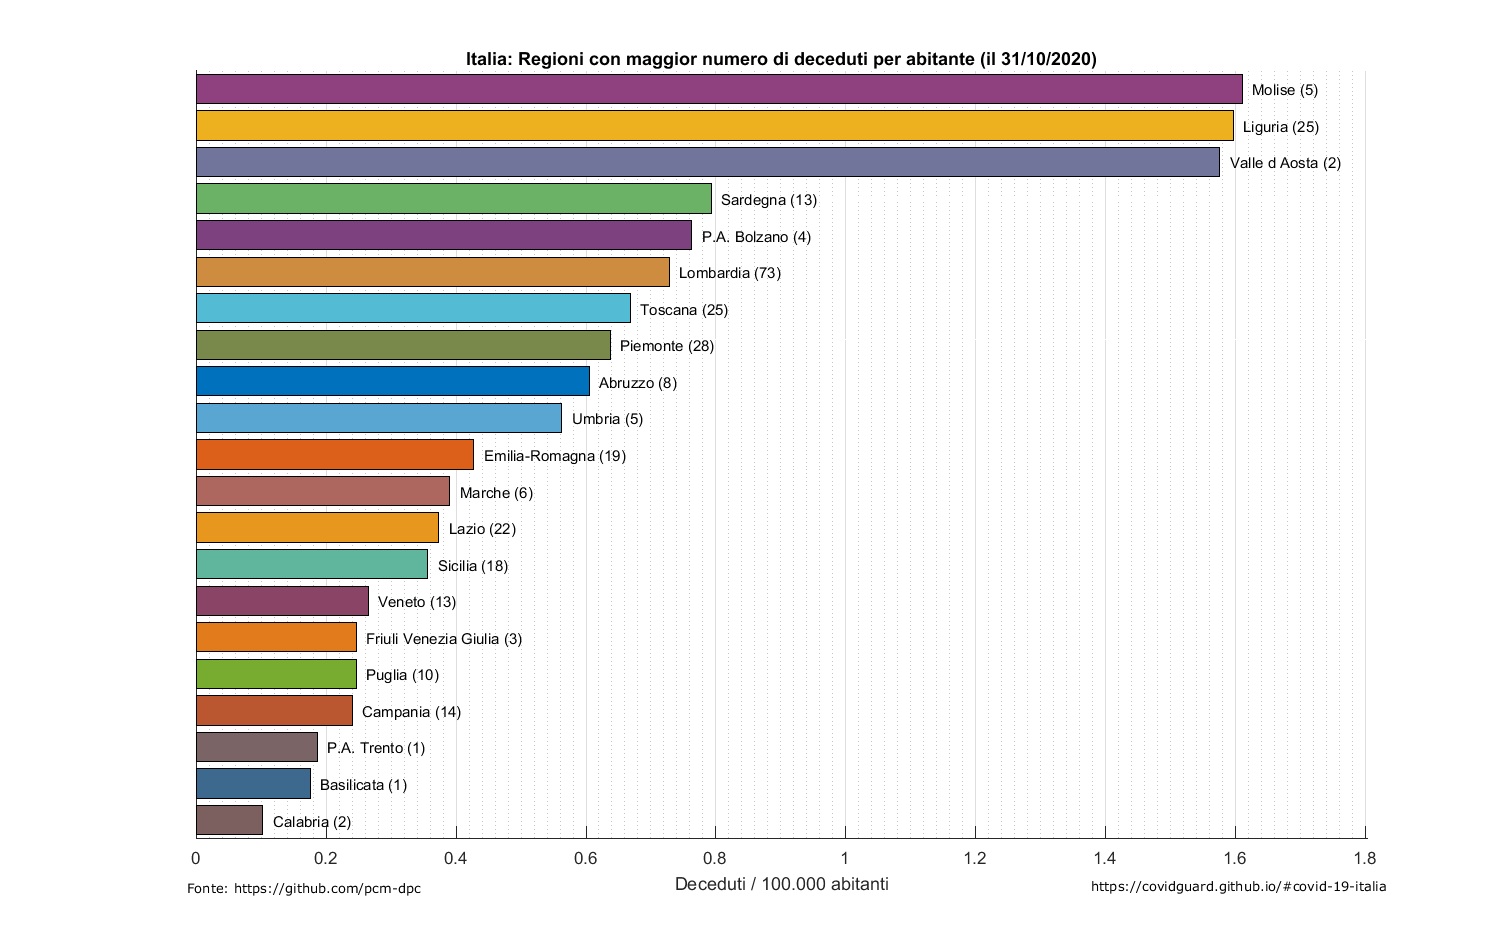 Italia: Regioni con maggior numero di deceduti per abitante (il 31/10/2020)
Molise (5)
Liguria (25)
Valle d Aosta (2)
Sardegna (13)
P.A. Bolzano (4)
Lombardia (73)
Toscana (25)
Piemonte (28)
Abruzzo (8)
Umbria (5)
Emilia-Romagna (19)
Marche (6)
Lazio (22)
Sicilia (18)
Veneto (13)
Friuli Venezia Giulia (3)
Puglia (10)
Campania (14)
P.A. Trento (1)
Basilicata (1)
Calabria (2)
0 0.2 0.4 0.6 0.8 1 1.2 1.4 1.6 1.8
Deceduti / 100.000 abitanti
Fonte: https://github.com/pcm-dpc
https://covidguard.github.io/#covid-19-italia